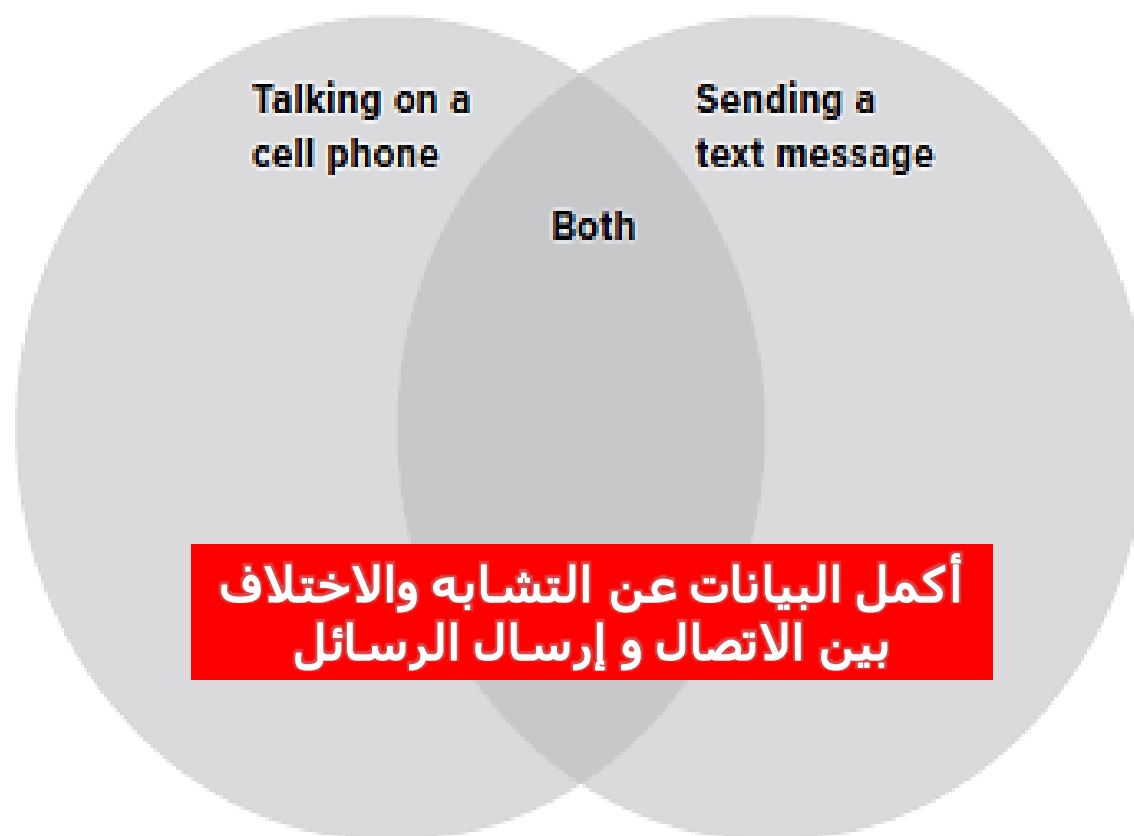 Talking on a
cell phone
Sending a
text message
Both
أكمل البيانات عن التشابه والاختلاف
بين الاتصال و إرسال الرسائل